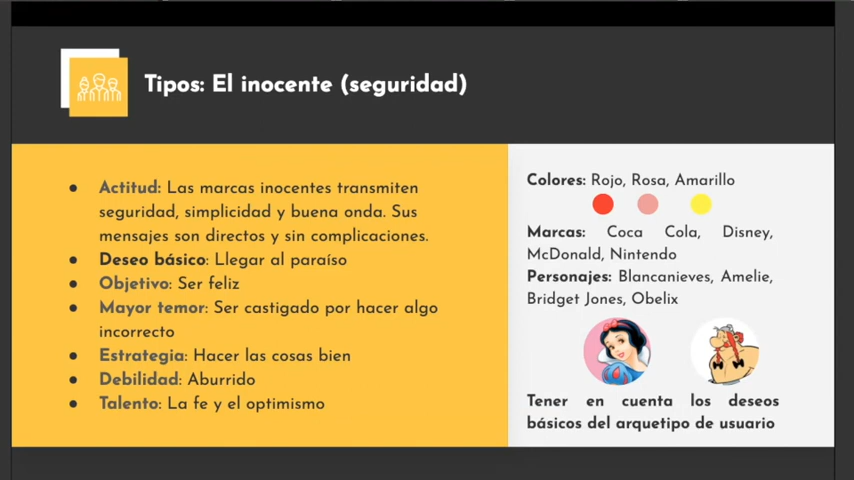 Tipos: El inocente (seguridad)
● Actitud: Las marcas inocentes transmiten
seguridad, simplicidad y buena onda. Sus
mensajes son directos y sin complicaciones.
● Deseo básico: Llegar al paraíso
● Objetivo: Ser feliz
● Mayor temor: Ser castigado por hacer algo
incorrecto
● Estrategia: Hacer las cosas bien
● Debilidad: Aburrido
● Talento: La fe y el optimismo
Colores: Rojo, Rosa, Amarillo
Marcas: Coca Cola, Disney,
McDonald, Nintendo
Personajes: Blancanieves, Amelie,
Bridget Jones, Obelix
Tener en cuenta los deseos
básicos del arquetipo de usuario